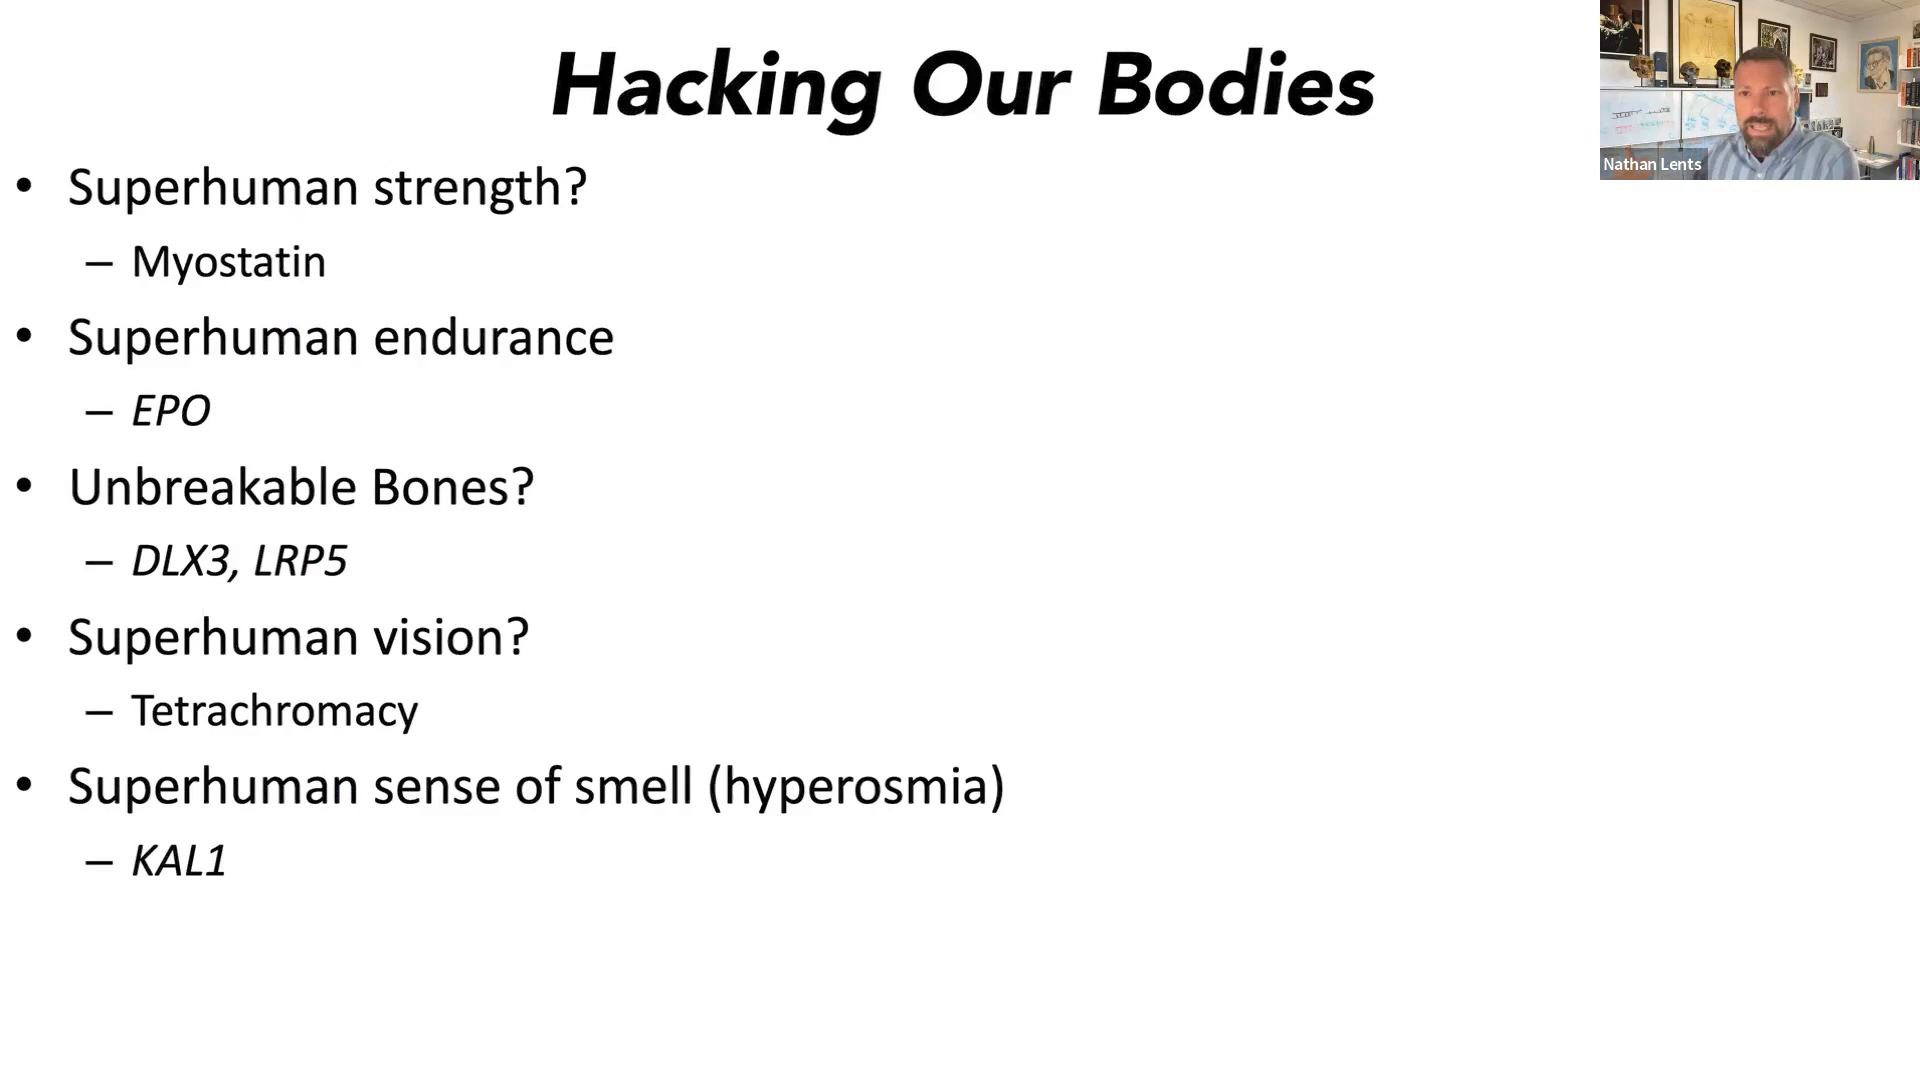 Hacking Our Bodies
Nathan Lents
• Superhuman strength?
– Myostatin
• Superhuman endurance
– EPO
• Unbreakable Bones?
– DLX3, LRP5
• Superhuman vision?
– Tetrachromacy
• Superhuman sense of smell (hyperosmia)
– KAL1